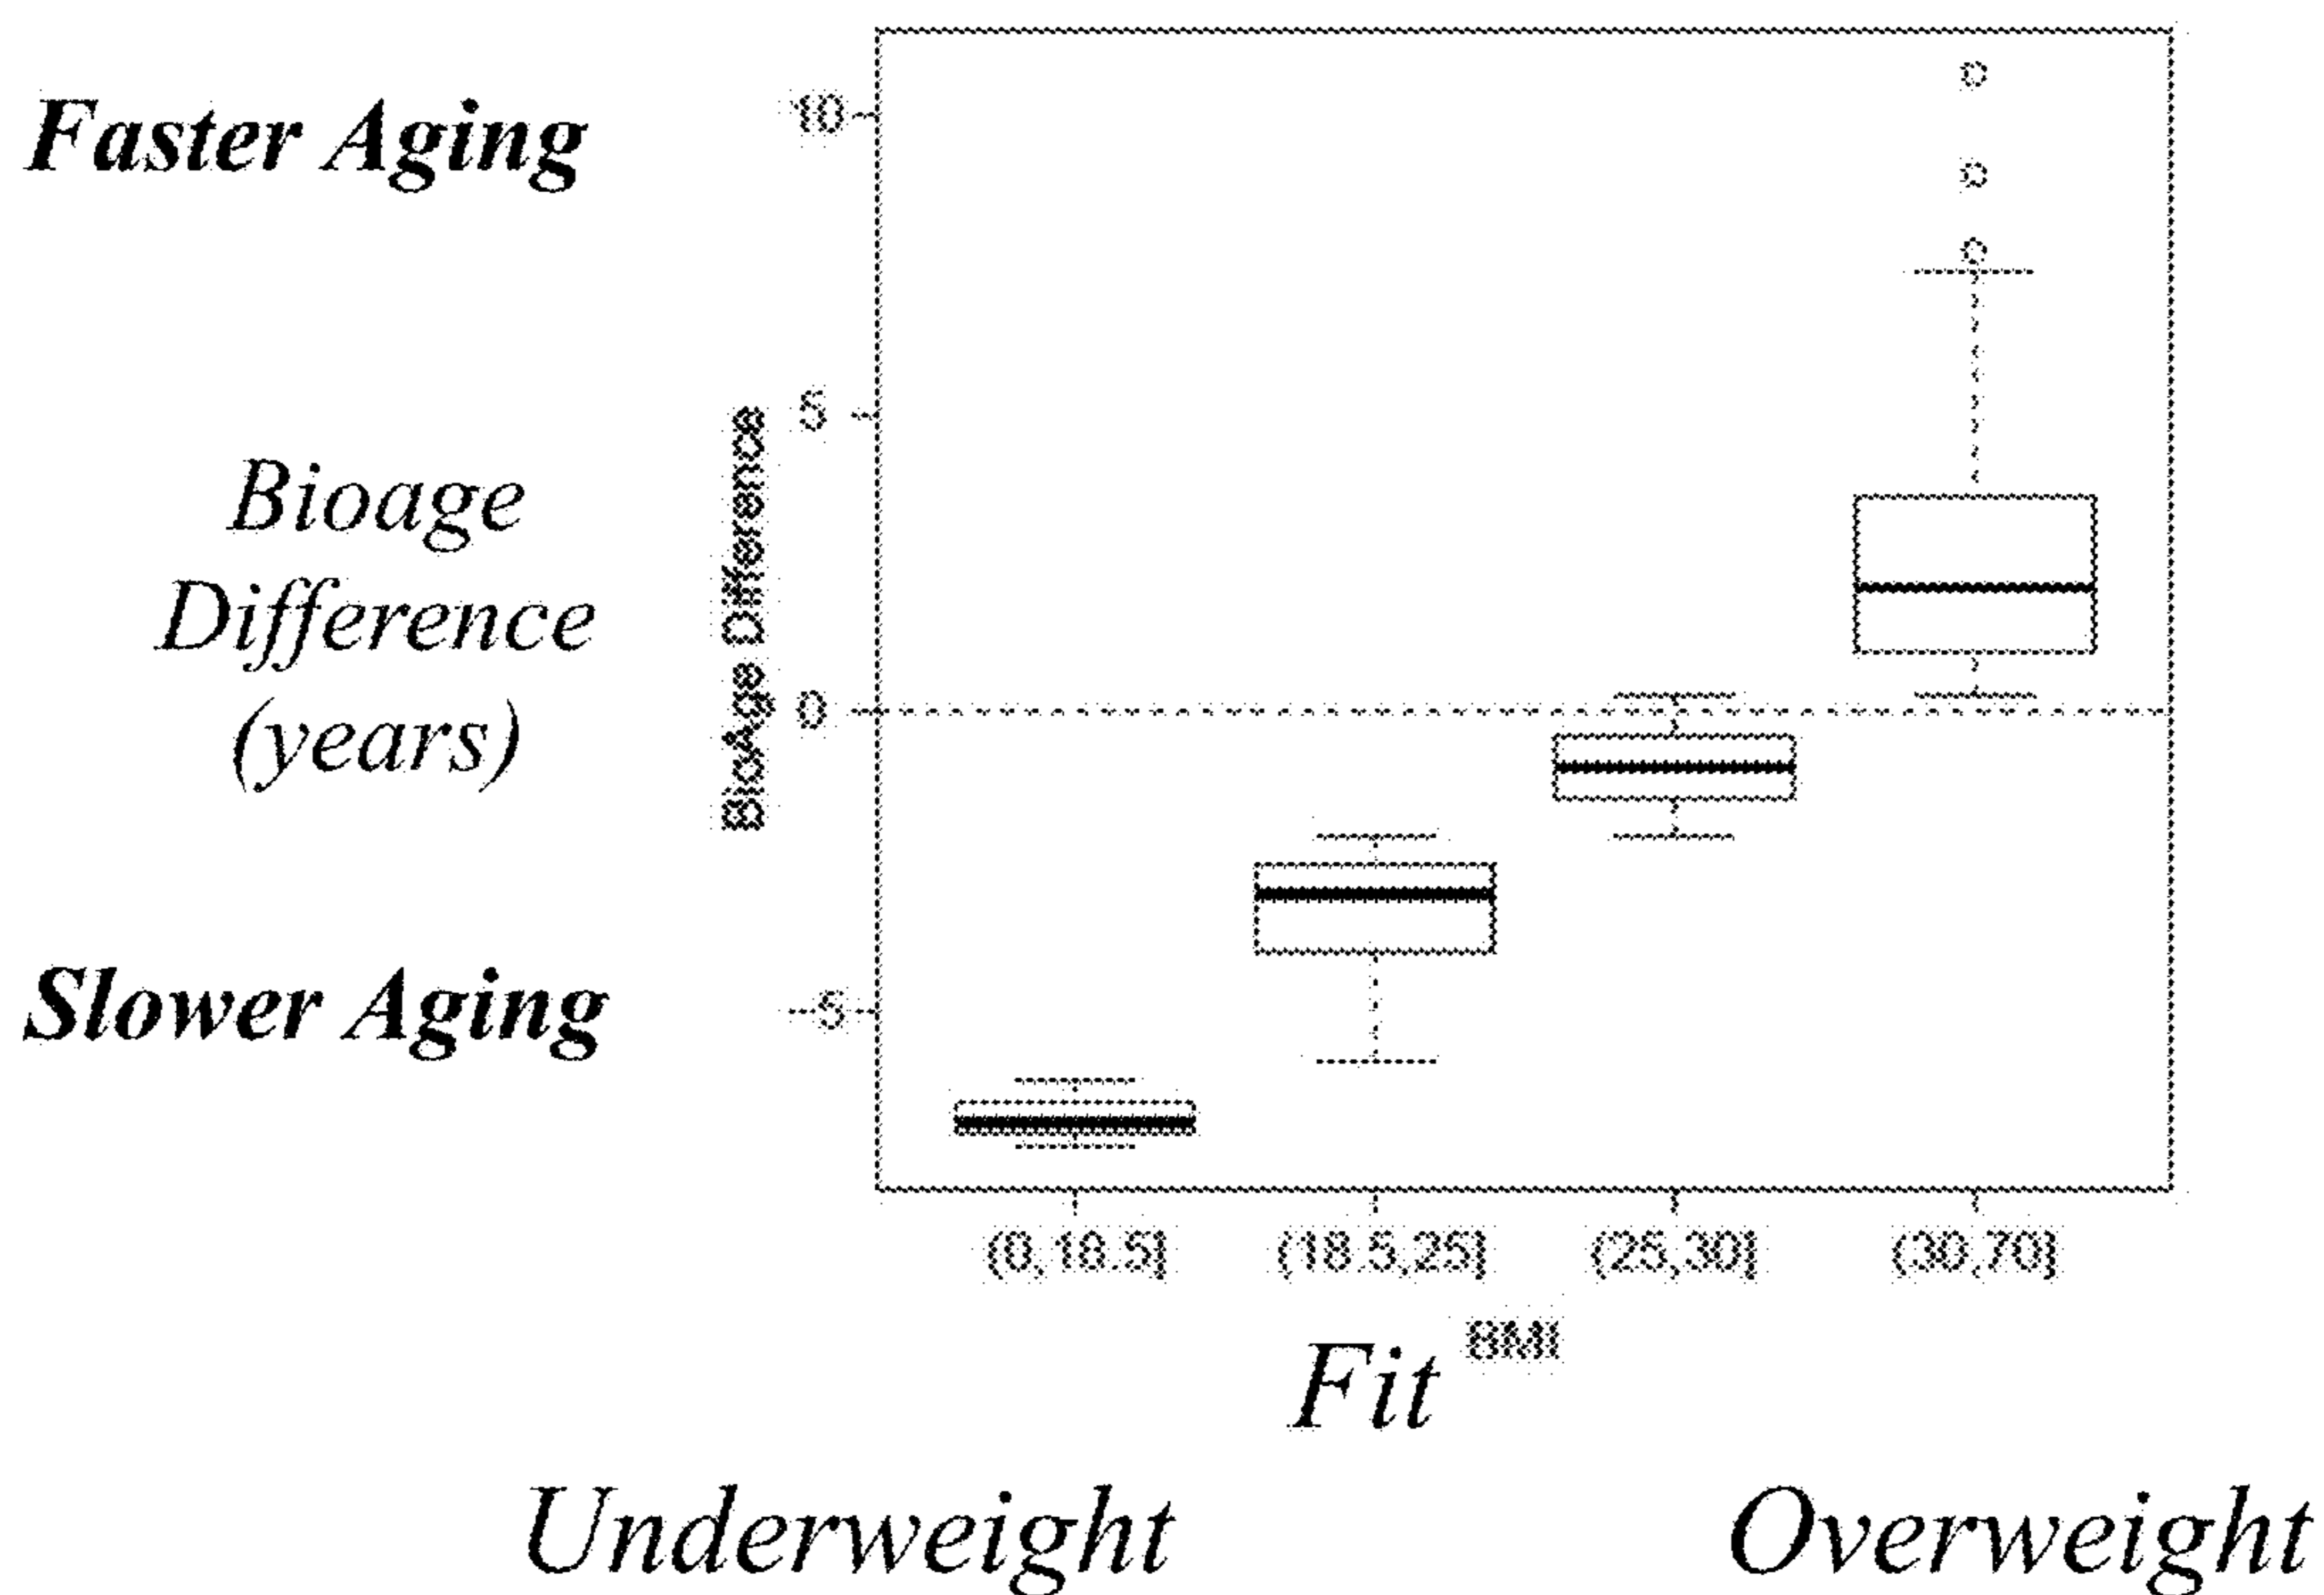 Faster Aging
10
5
Bioage
Difference
(years)
BioAge Difference
0
Slower Aging
-5
(0,18.5] (18.5,25] (25,30] (30,70]
BMI
Fit
Underweight Overweight